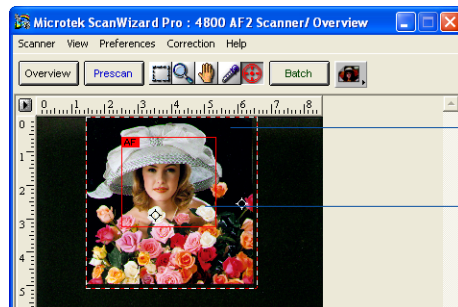 Microtek ScanWizard Pro : 4800 AF2 Scanner/ Overview
Scanner View Preferences Correction Help
Overview Prescan Batch
0 1 2 3 4 5 6 7 8
0
AF
1
2
3
4
5